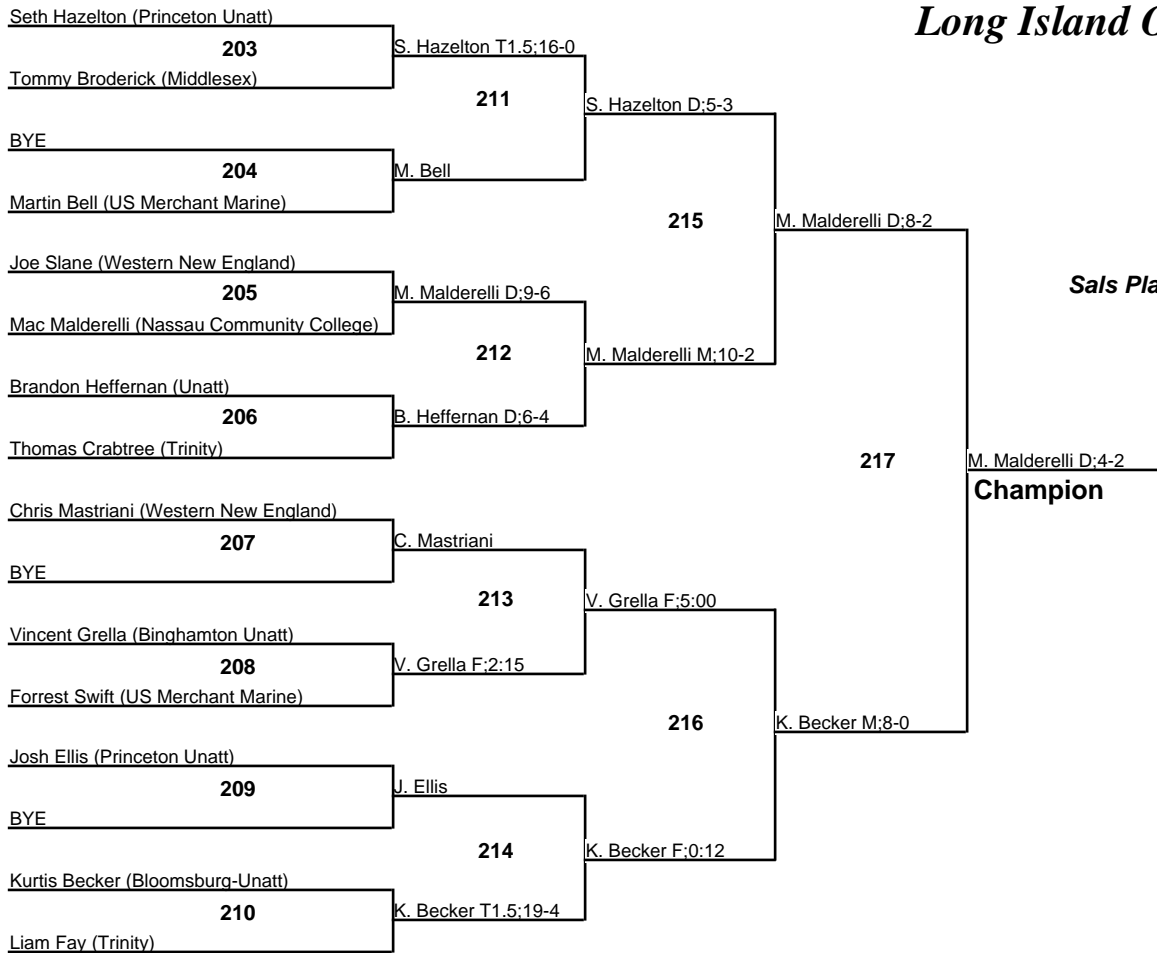 Long Island O
Seth Hazelton (Princeton Unatt)
203
Tommy Broderick (Middlesex)
S. Hazelton T1.5;16-0
211
BYE
204
Martin Bell (US Merchant Marine)
M. Bell
S. Hazelton D;5-3
215
Joe Slane (Western New England)
205
Mac Malderelli (Nassau Community College)
M. Malderelli D;9-6
212
Brandon Heffernan (Unatt)
206
Thomas Crabtree (Trinity)
B. Heffernan D;6-4
M. Malderelli M;10-2
M. Malderelli D;8-2
Sals Pla
217
Chris Mastriani (Western New England)
207
BYE
C. Mastriani
213
Vincent Grella (Binghamton Unatt)
208
Forrest Swift (US Merchant Marine)
V. Grella F;2:15
V. Grella F;5:00
216
Josh Ellis (Princeton Unatt)
209
BYE
J. Ellis
214
Kurtis Becker (Bloomsburg-Unatt)
210
Liam Fay (Trinity)
K. Becker T1.5;19-4
K. Becker F;0:12
K. Becker M;8-0
M. Malderelli D;4-2
Champion